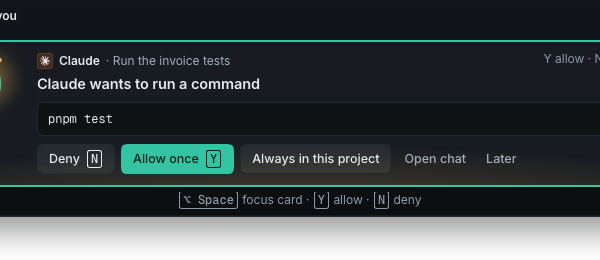 you
Claude · Run the invoice tests
Y allow · N
Claude wants to run a command
pnpm test
Deny N Allow once Y Always in this project Open chat Later
⌥ Space focus card · Y allow · N deny